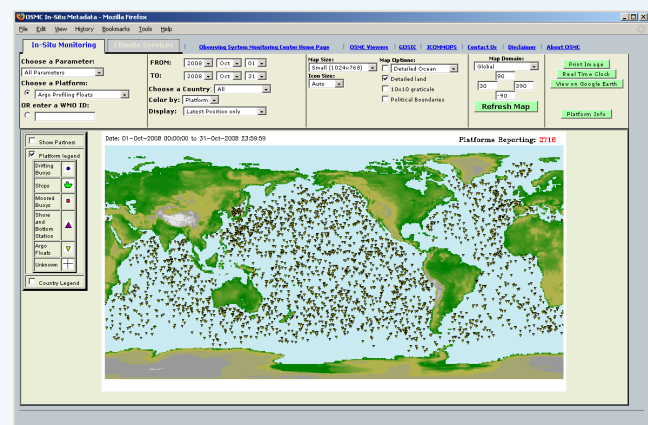 OSMC In-Situ Metadata - Mozilla Firefox
File Edit View History Bookmarks Tools Help
In-Situ Monitoring Climate Services Observing System Monitoring Center Home Page | OSMC Viewers | GOSIC | JCOMMOPS | Contact Us | Disclaimer | About OSMC
Choose a Parameter:
All Parameters
Choose a Platform:
Argo Profiling Floats
OR enter a WMO ID:
FROM: 2008 Oct 01
TO: 2008 Oct 31
Choose a Country All
Color by: Platform
Display: Latest Position only
Map Size:
Small (1024x768)
Icon Size:
Auto
Map Options:
Detailed Ocean
Detailed land
10x10 graticule
Political Boundaries
Map Domain:
Global
90
30 390
-90
Refresh Map
Print Image
Real Time Clock
View on Google Earth
Platform Info
Show Partners
Platform legend
Drifting
Buoys
Ships
Moored
Buoys
Shore
and
Bottom
Station
Argo
Floats
Unknown
Country Legend
Date: 01-Oct-2008 00:00:00 to 31-Oct-2008 23:59:59
Platforms Reporting: 2716